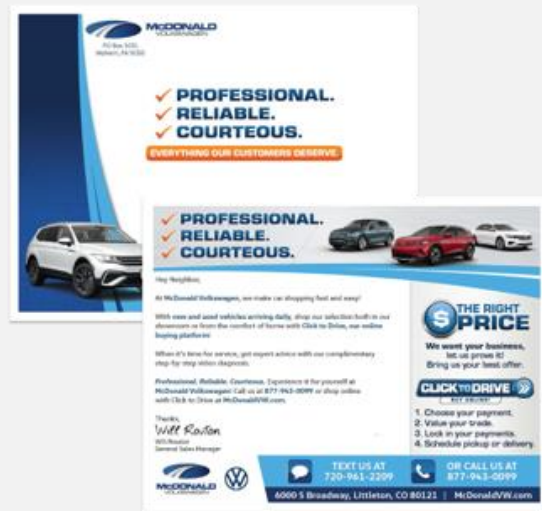 McDONALD
VOLKSWAGEN
PO Box
PROFESSIONAL.
RELIABLE.
COURTEOUS.
EVERYTHING OUR CUSTOMERS DESERVE.
PROFESSIONAL.
RELIABLE.
COURTEOUS.
Hey Neighbor,
At McDonald Volkswagen, we make car shopping fast and easy!
With new and used vehicles arriving daily, shop our selection both in our
showroom or from the comfort of home with Click to Drive, our online
buying platform!
When it's time for service, get expert advice with our complimentary
step-by-step video diagnosis.
Professional. Reliable. Courteous. Experience it for yourself at
McDonald Volkswagen! Call us at 877-943-0099 or shop online
with Click to Drive at McDonaldVW.com.
Thanks,
Will
General Sales Manager
McDONALD
VOLKSWAGEN
$ THE RIGHT
PRICE
We want your business,
let us prove it!
Bring us your best offer.
CLICK TO DRIVE
BUY ONLINE!
1. Choose your payment.
2. Value your trade.
3. Lock in your payments.
4. Schedule pickup or delivery.
TEXT US AT
720-961-2209
OR CALL US AT
877-943-0099
6000 S Broadway, Littleton, CO 80121 | McDonaldVW.com